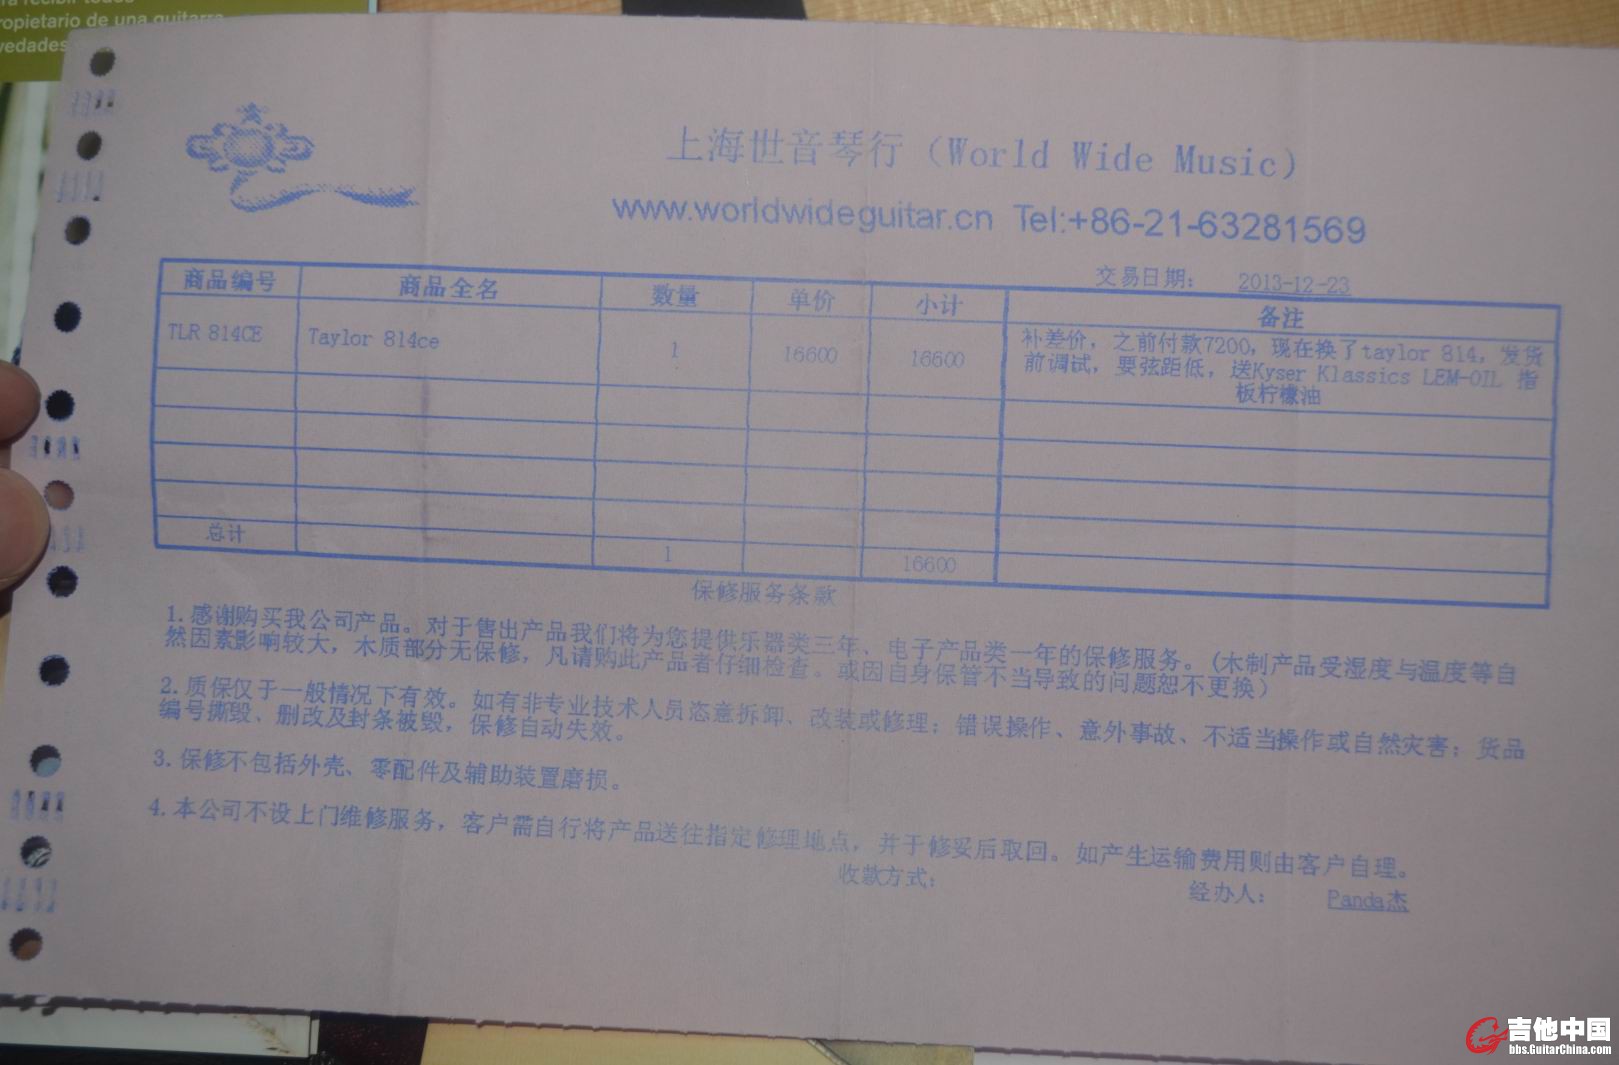 ropietario de una guitarra
vedades
上海世音琴行（World Wide Music）
www.worldwideguitar.cn Tel:+86-21-63281569
交易日期： 2013-12-23
商品编号 商品全名 数量 单价 小计 备注
TLR 814CE Taylor 814ce 1 16600 16600
补差价，之前付款7200，现在换了taylor 814，发货
前调试，要弦距低，送Kyser Klassics LEM-OIL 指
板柠檬油
总计 1 16600
保修服务条款
1.感谢购买我公司产品。对于售出产品我们将为您提供乐器类三年、电子产品类一年的保修服务。(木制产品受湿度与温度等自
然因素影响较大，木质部分无保修，凡请购此产品者仔细检查。或因自身保管不当导致的问题恕不更换）
2.质保仅于一般情况下有效。如有非专业技术人员恣意拆卸、改装或修理；错误操作、意外事故、不适当操作或自然灾害；货品
编号撕毁、删改及封条被毁，保修自动失效。
3.保修不包括外壳、零配件及辅助装置磨损。
4.本公司不设上门维修服务，客户需自行将产品送往指定修理地点，并于修妥后取回。如产生运输费用则由客户自理。
收款方式：
经办人： Panda杰
吉他中国
bbs.GuitarChina.com